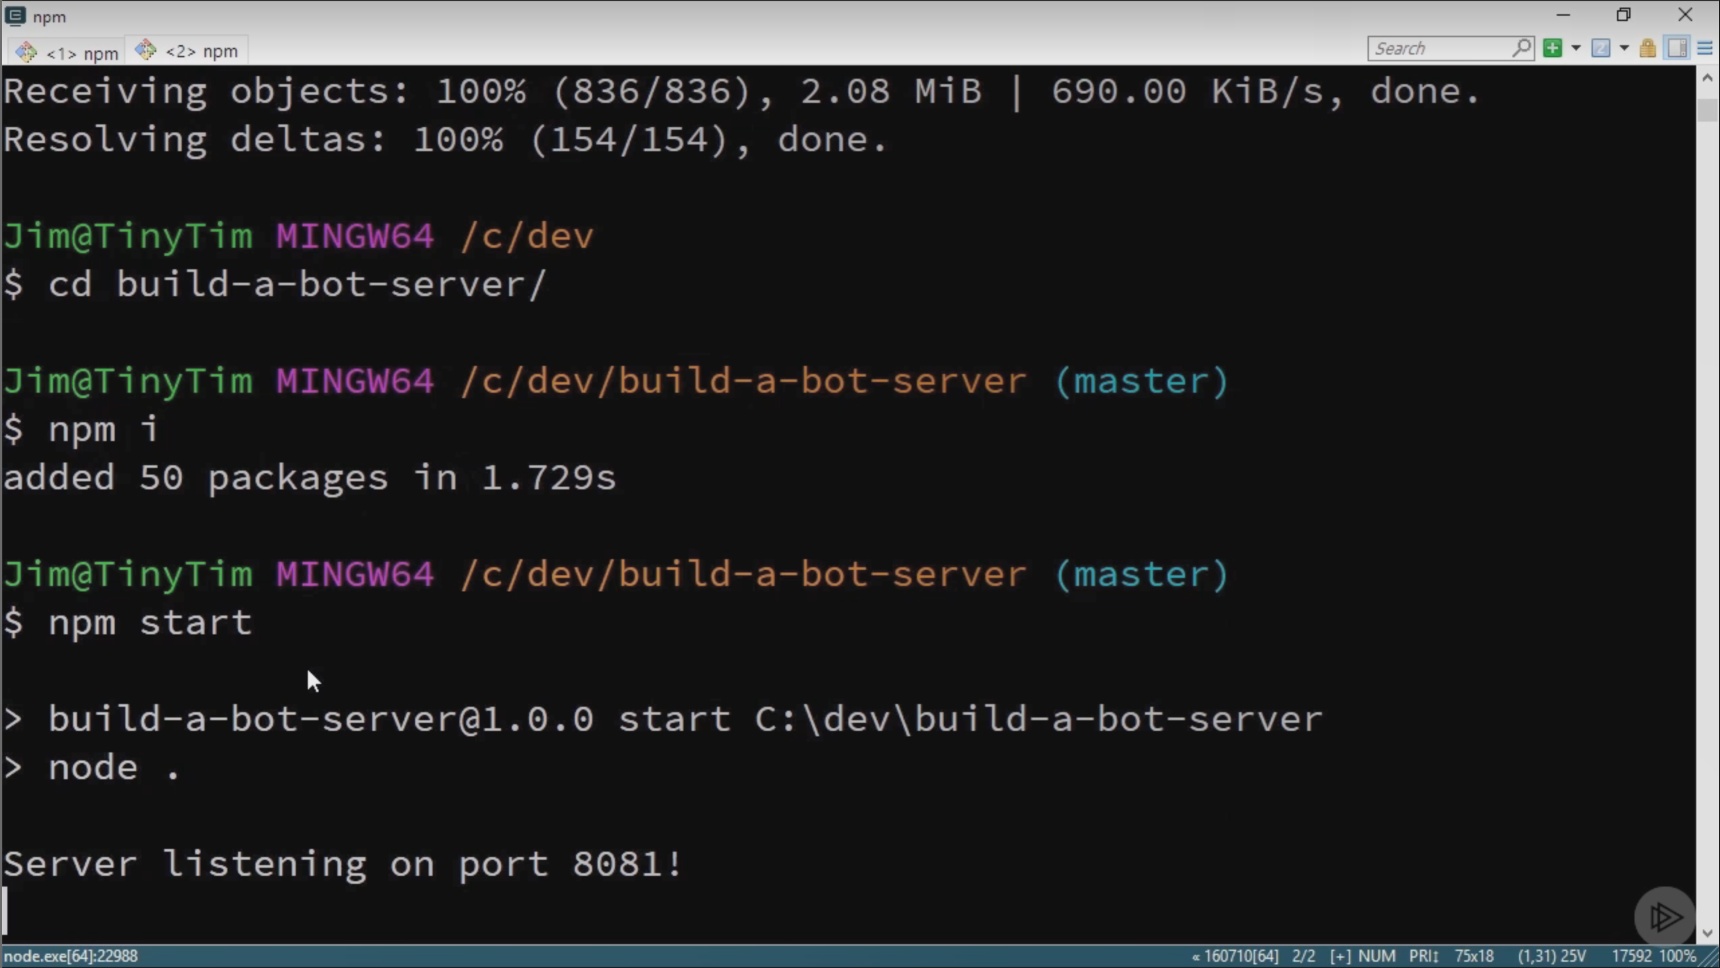 npm
<1> npm
<2> npm
Search
Receiving objects: 100% (836/836), 2.08 MiB | 690.00 KiB/s, done.
Resolving deltas: 100% (154/154), done.
Jim@TinyTim MINGW64 /c/dev
$ cd build-a-bot-server/
Jim@TinyTim MINGW64 /c/dev/build-a-bot-server (master)
$ npm i
added 50 packages in 1.729s
Jim@TinyTim MINGW64 /c/dev/build-a-bot-server (master)
$ npm start
> build-a-bot-server@1.0.0 start C:\dev\build-a-bot-server
> node .
Server listening on port 8081!
node.exe[64]:22988
« 160710[64] 2/2 [+] NUM PRI↕ 75x18 (1,31) 25V 17592 100%